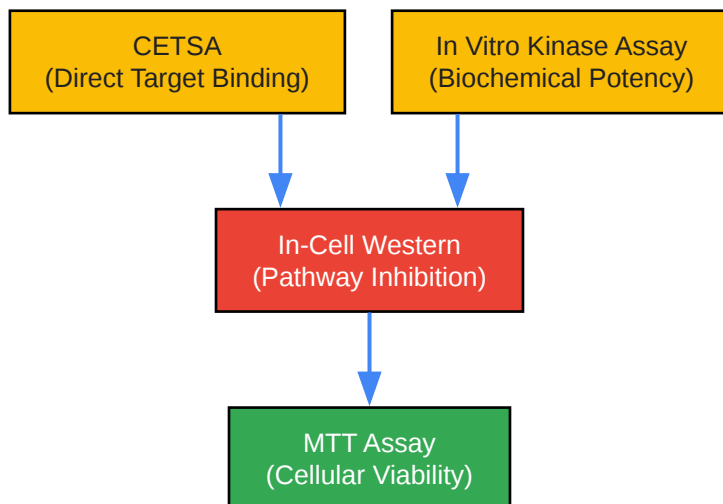 CETSA
(Direct Target Binding)
In Vitro Kinase Assay
(Biochemical Potency)
In-Cell Western
(Pathway Inhibition)
MTT Assay
(Cellular Viability)